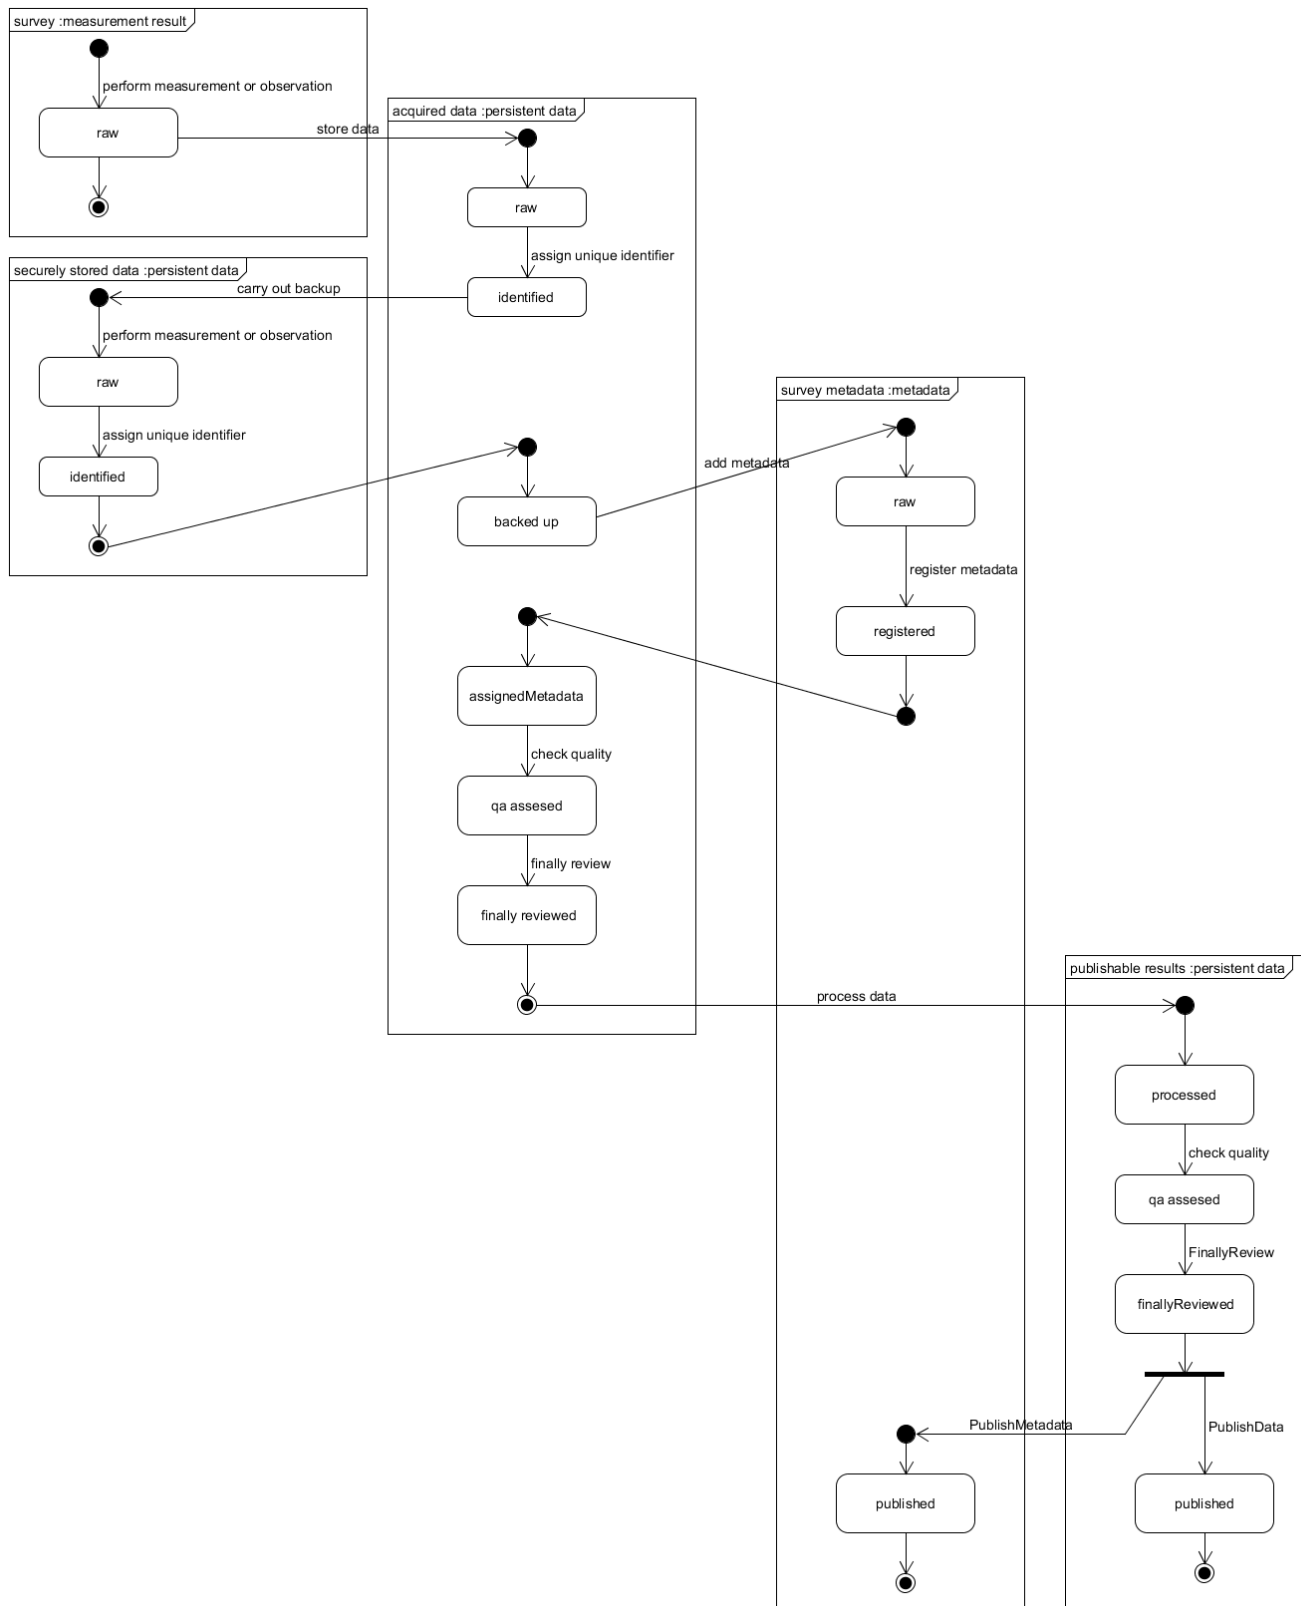 survey :measurement result
perform measurement or observation
raw
store data
acquired data :persistent data
raw
assign unique identifier
identified
carry out backup
securely stored data :persistent data
perform measurement or observation
raw
assign unique identifier
identified
backed up
add metadata
survey metadata :metadata
raw
register metadata
registered
assignedMetadata
check quality
qa assesed
finally review
finally reviewed
process data
publishable results :persistent data
processed
check quality
qa assesed
FinallyReview
finallyReviewed
PublishMetadata
PublishData
published
published